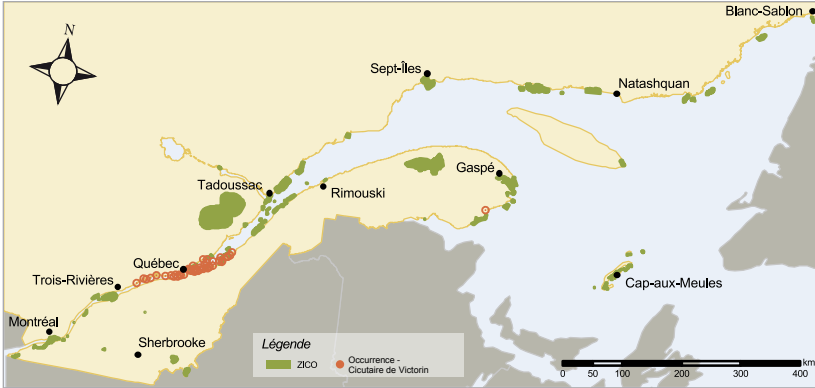 Blanc-Sablon
N
Sept-Îles
Natashquan
Gaspé
Tadoussac
Rimouski
Québec
Trois-Rivières
Cap-aux-Meules
Montréal
Sherbrooke
Légende
ZICO
Occurrence -
Cicutaire de Victorin
km
0 50 100 200 300 400